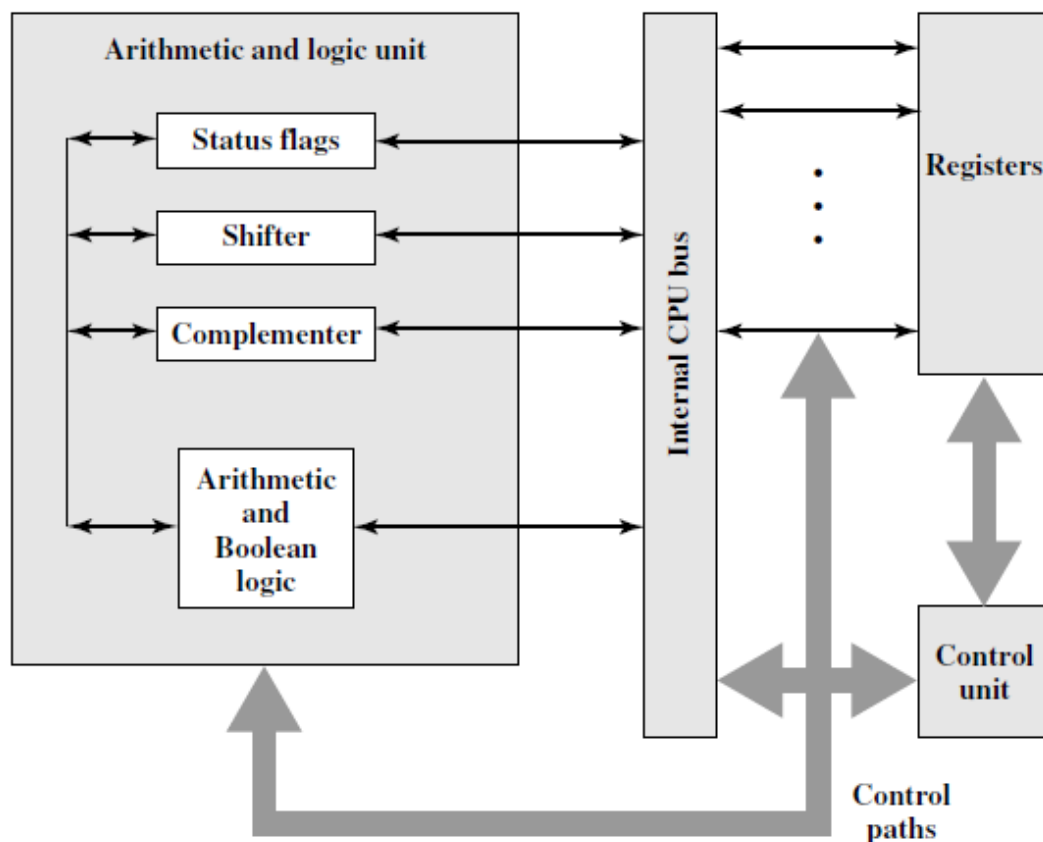 Arithmetic and logic unit
Status flags
Shifter
Complementer
Arithmetic
and
Boolean
logic
Internal CPU bus
Registers
Control
unit
Control
paths